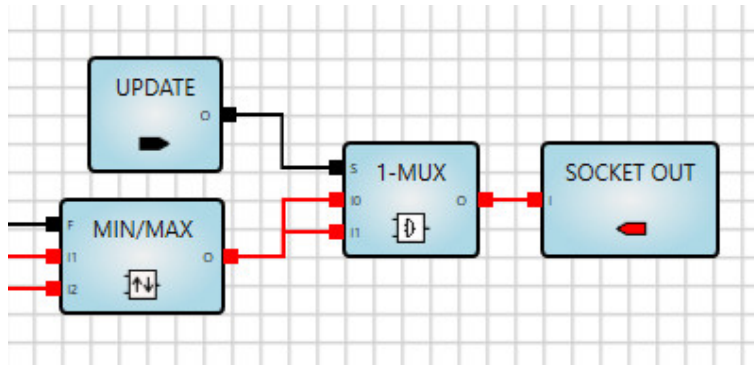 UPDATE
O
S
1-MUX
I0
O
I1
SOCKET OUT
I
F
MIN/MAX
I1
O
I2